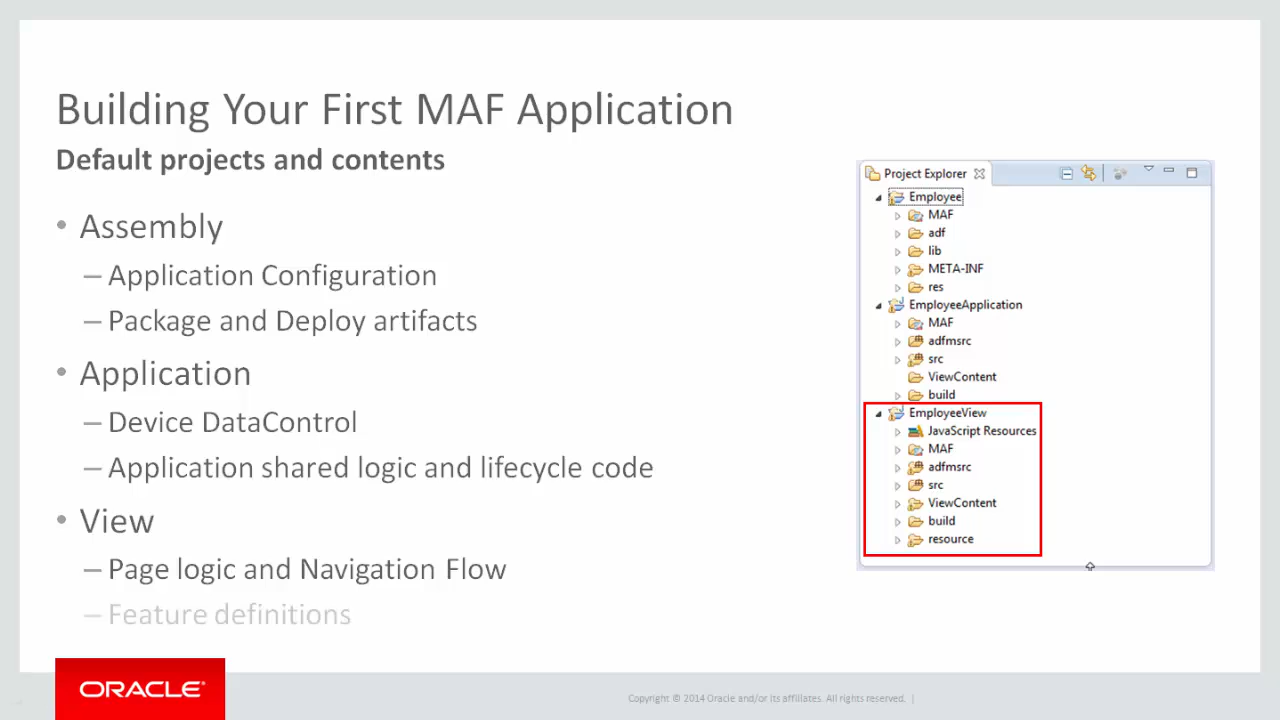 Building Your First MAF Application
Default projects and contents
• Assembly
– Application Configuration
– Package and Deploy artifacts
• Application
– Device DataControl
– Application shared logic and lifecycle code
• View
– Page logic and Navigation Flow
– Feature definitions
Project Explorer
Employee
MAF
adf
lib
META-INF
res
EmployeeApplication
MAF
adfmsrc
src
ViewContent
build
EmployeeView
JavaScript Resources
MAF
adfmsrc
src
ViewContent
build
resource
ORACLE®
Copyright © 2014 Oracle and/or its affiliates. All rights reserved. |